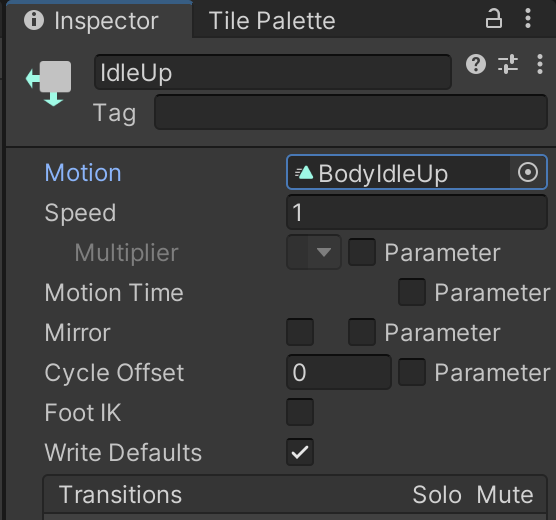 Inspector Tile Palette
IdleUp
Tag
Motion BodyIdleUp
Speed 1
Multiplier Parameter
Motion Time Parameter
Mirror Parameter
Cycle Offset 0 Parameter
Foot IK
Write Defaults
Transitions Solo Mute